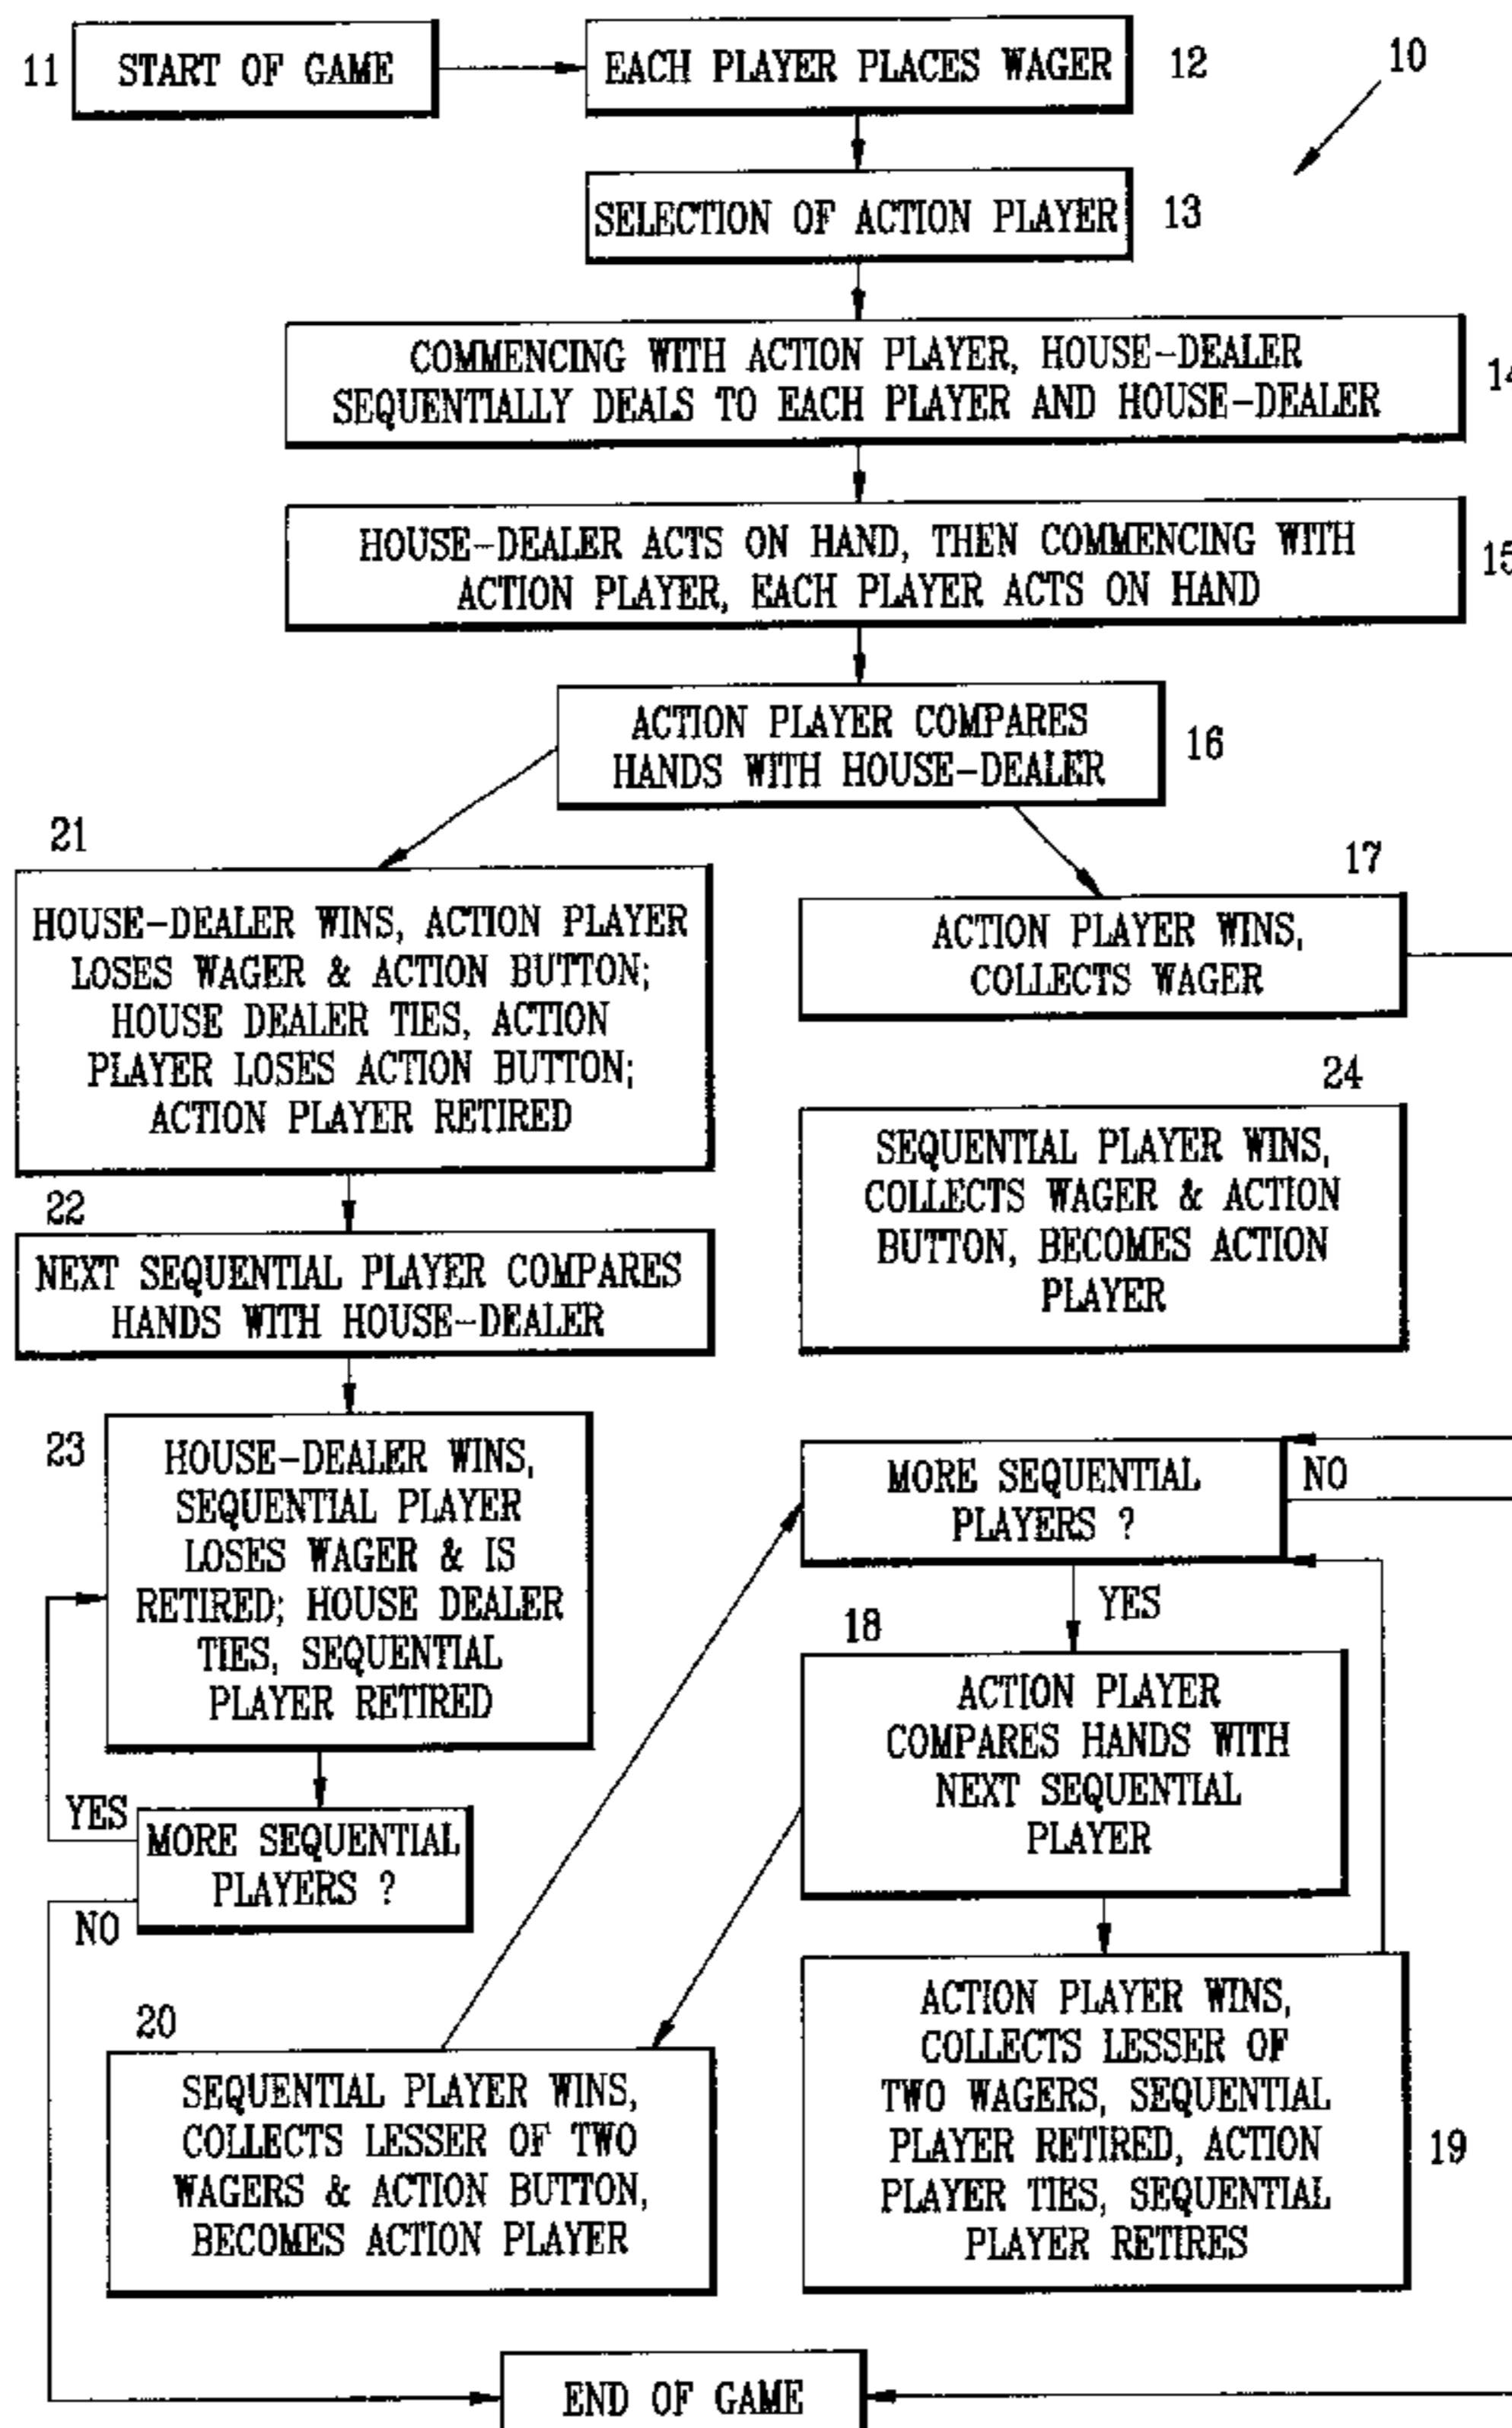 11
START OF GAME
EACH PLAYER PLACES WAGER
12
10
SELECTION OF ACTION PLAYER
13
COMMENCING WITH ACTION PLAYER, HOUSE-DEALER
SEQUENTIALLY DEALS TO EACH PLAYER AND HOUSE-DEALER
14
HOUSE-DEALER ACTS ON HAND, THEN COMMENCING WITH
ACTION PLAYER, EACH PLAYER ACTS ON HAND
15
ACTION PLAYER COMPARES
HANDS WITH HOUSE-DEALER
16
21
HOUSE-DEALER WINS, ACTION PLAYER
LOSES WAGER & ACTION BUTTON;
HOUSE DEALER TIES, ACTION
PLAYER LOSES ACTION BUTTON;
ACTION PLAYER RETIRED
17
ACTION PLAYER WINS,
COLLECTS WAGER
24
SEQUENTIAL PLAYER WINS,
COLLECTS WAGER & ACTION
BUTTON, BECOMES ACTION
PLAYER
22
NEXT SEQUENTIAL PLAYER COMPARES
HANDS WITH HOUSE-DEALER
23
HOUSE-DEALER WINS,
SEQUENTIAL PLAYER
LOSES WAGER & IS
RETIRED; HOUSE DEALER
TIES, SEQUENTIAL
PLAYER RETIRED
YES
MORE SEQUENTIAL
PLAYERS ?
NO
MORE SEQUENTIAL
PLAYERS ?
NO
YES
18
ACTION PLAYER
COMPARES HANDS WITH
NEXT SEQUENTIAL
PLAYER
20
SEQUENTIAL PLAYER WINS,
COLLECTS LESSER OF TWO
WAGERS & ACTION BUTTON,
BECOMES ACTION PLAYER
ACTION PLAYER WINS,
COLLECTS LESSER OF
TWO WAGERS, SEQUENTIAL
PLAYER RETIRED, ACTION
PLAYER TIES, SEQUENTIAL
PLAYER RETIRES
19
END OF GAME